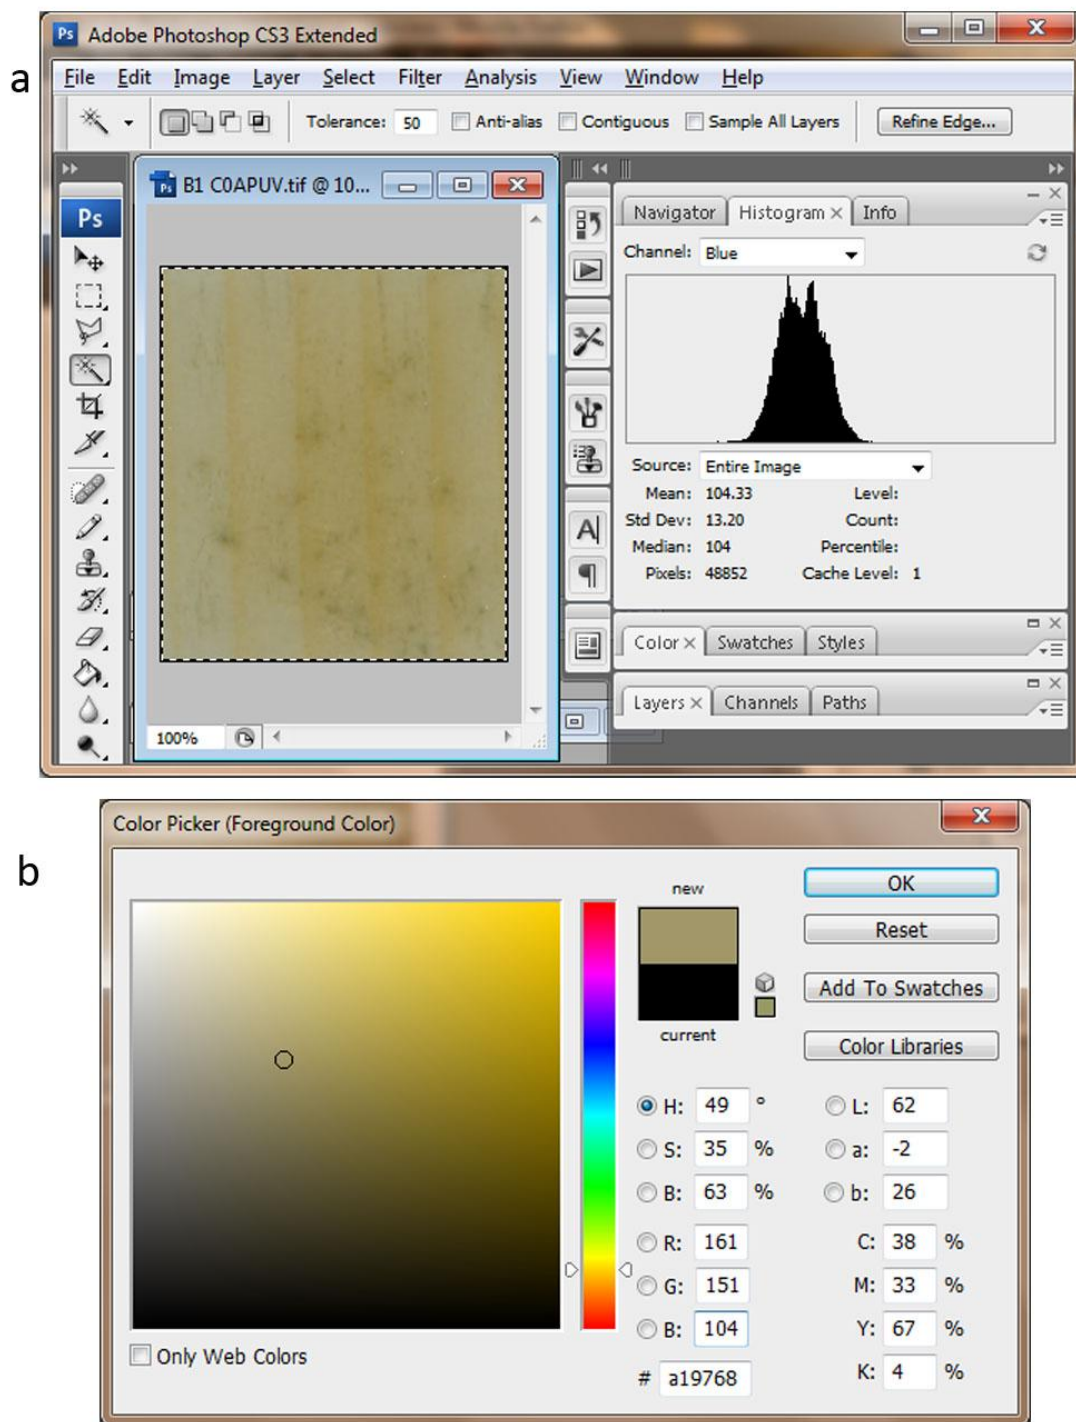 a
Ps Adobe Photoshop CS3 Extended
File Edit Image Layer Select Filter Analysis View Window Help
Tolerance: 50 Anti-alias Contiguous Sample All Layers Refine Edge...
Ps B1 C0APUV.tif @ 10...
Ps
Navigator Histogram × Info
Channel: Blue
Source: Entire Image
Mean: 104.33 Level:
Std Dev: 13.20 Count:
Median: 104 Percentile:
Pixels: 48852 Cache Level: 1
Color × Swatches Styles
Layers × Channels Paths
100%
b
Color Picker (Foreground Color)
new
current
OK
Reset
Add To Swatches
Color Libraries
H: 49 ° L: 62
S: 35 % a: -2
B: 63 % b: 26
R: 161 C: 38 %
G: 151 M: 33 %
B: 104 Y: 67 %
# a19768 K: 4 %
Only Web Colors